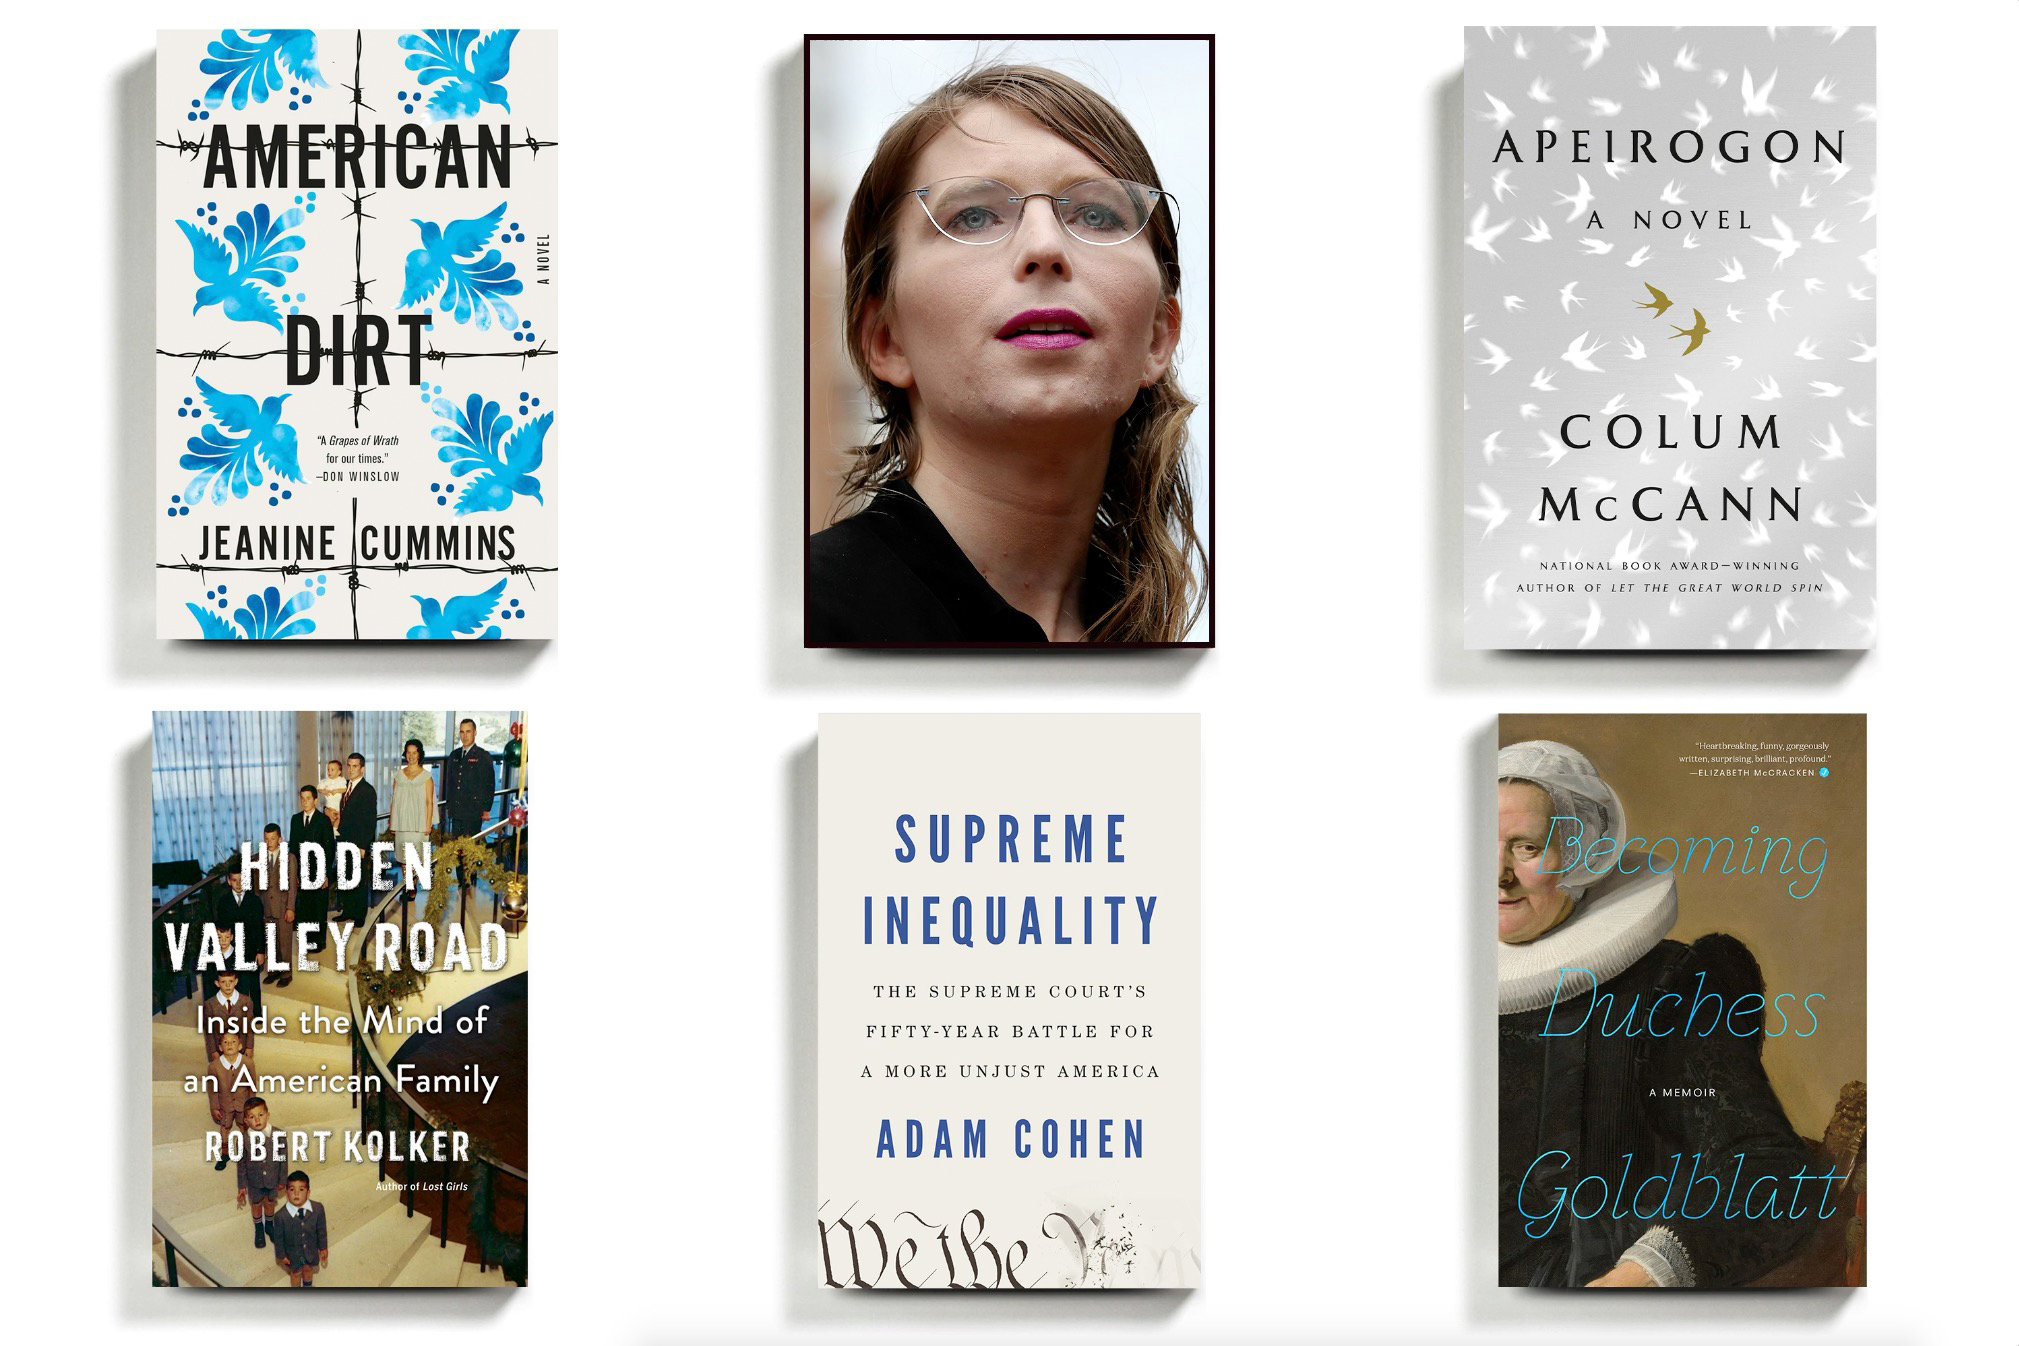 AMERICAN
DIRT
A NOVEL
"A Grapes of Wrath
for our times."
—DON WINSLOW
JEANINE CUMMINS
APEIROGON
A NOVEL
COLUM
McCANN
NATIONAL BOOK AWARD–WINNING
AUTHOR OF LET THE GREAT WORLD SPIN
HIDDEN
VALLEY ROAD
Inside the Mind of
an American Family
ROBERT KOLKER
Author of Lost Girls
SUPREME
INEQUALITY
THE SUPREME COURT'S
FIFTY-YEAR BATTLE FOR
A MORE UNJUST AMERICA
ADAM COHEN
We the
"Heartbreaking, funny, gorgeously
written, surprising, brilliant, profound."
—ELIZABETH McCRACKEN
Becoming
Duchess
A MEMOIR
Goldblatt